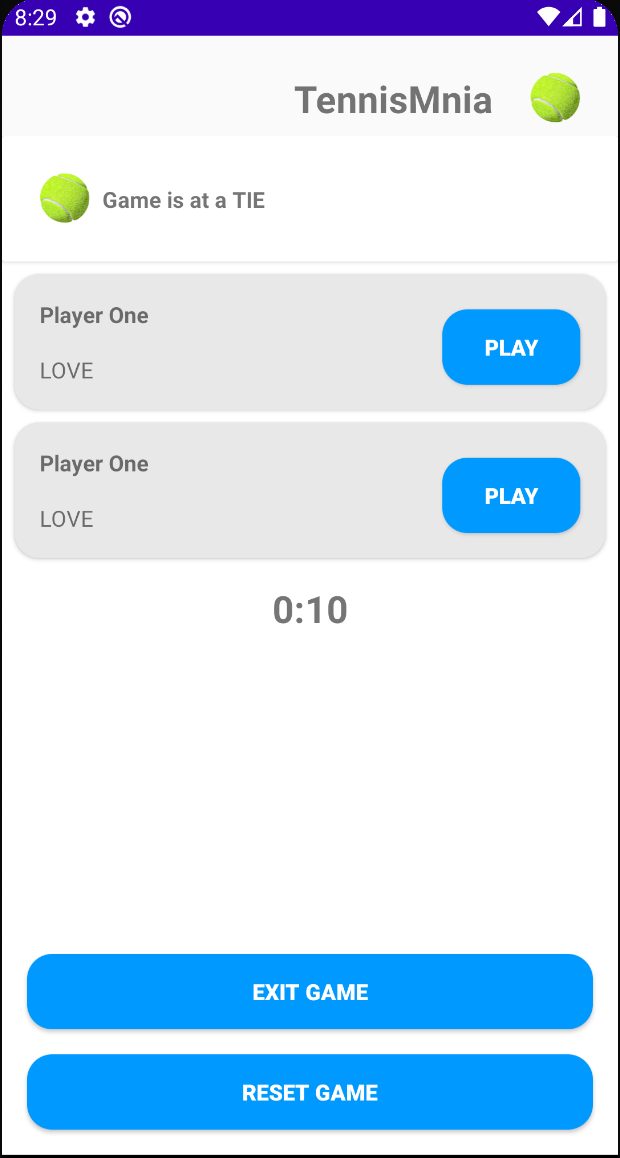 8:29
TennisMnia
Game is at a TIE
Player One
LOVE
PLAY
Player One
LOVE
PLAY
0:10
EXIT GAME
RESET GAME